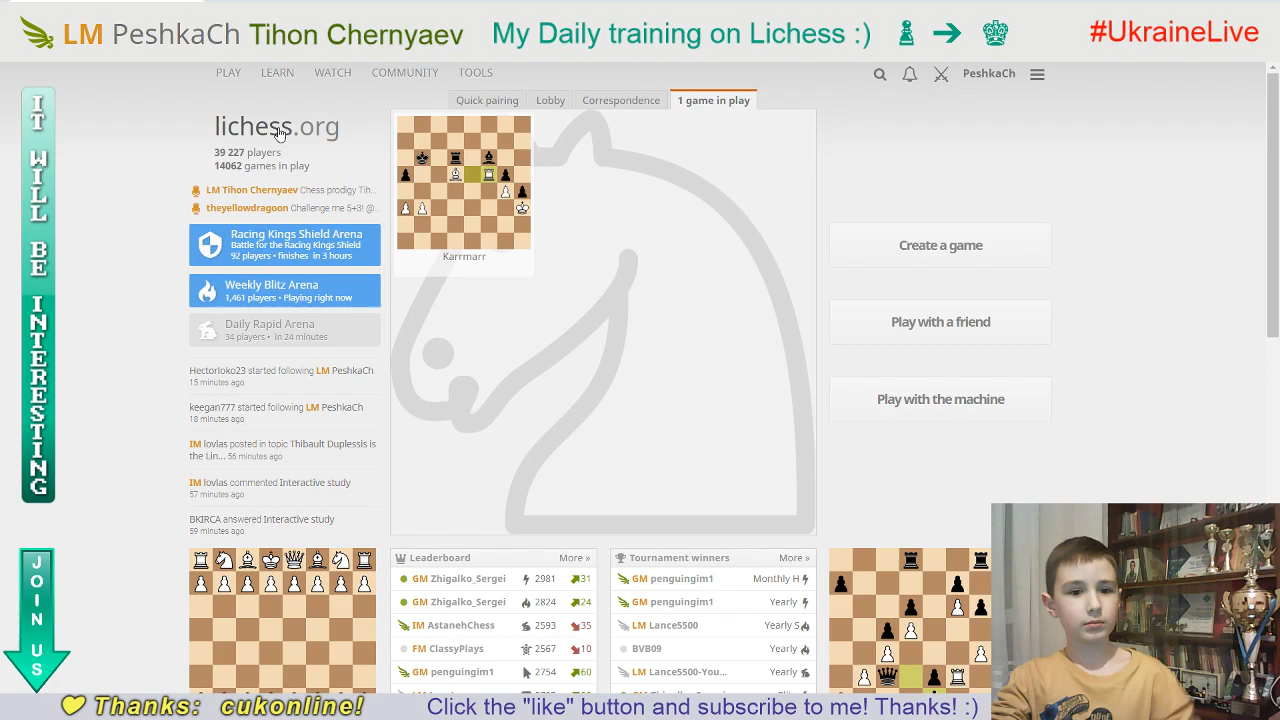 LM PeshkaCh Tihon Chernyaev My Daily training on Lichess :) #UkraineLive
IT WILL BE INTERESTING
JOIN US
PLAY LEARN WATCH COMMUNITY TOOLS PeshkaCh
lichess.org
39 227 players
14062 games in play
LM Tihon Chernyaev Chess prodigy Tih...
theyellowdragoon Challenge me 5+3! @...
Racing Kings Shield Arena
Battle for the Racing Kings Shield
92 players • finishes in 3 hours
Weekly Blitz Arena
1,461 players • Playing right now
Daily Rapid Arena
34 players • in 24 minutes
Hectorloko23 started following LM PeshkaCh
15 minutes ago
keegan777 started following LM PeshkaCh
18 minutes ago
IM lovlas posted in topic Thibault Duplessis is
the Lin... 56 minutes ago
IM lovlas commented Interactive study
57 minutes ago
BKIRCA answered Interactive study
59 minutes ago
Quick pairing Lobby Correspondence 1 game in play
Karrmarr
Create a game
Play with a friend
Play with the machine
Leaderboard More »
GM Zhigalko_Sergei 2981 31
GM Zhigalko_Sergei 2824 24
IM AstanehChess 2593 35
FM ClassyPlays 2567 10
GM penguingim1 2754 60
Tournament winners More »
GM penguingim1 Monthly H
GM penguingim1 Yearly
LM Lance5500 Yearly S
BVB09 Yearly
LM Lance5500-You... Yearly
Thanks: cukonline! Click the "like" button and subscribe to me! Thanks! :)